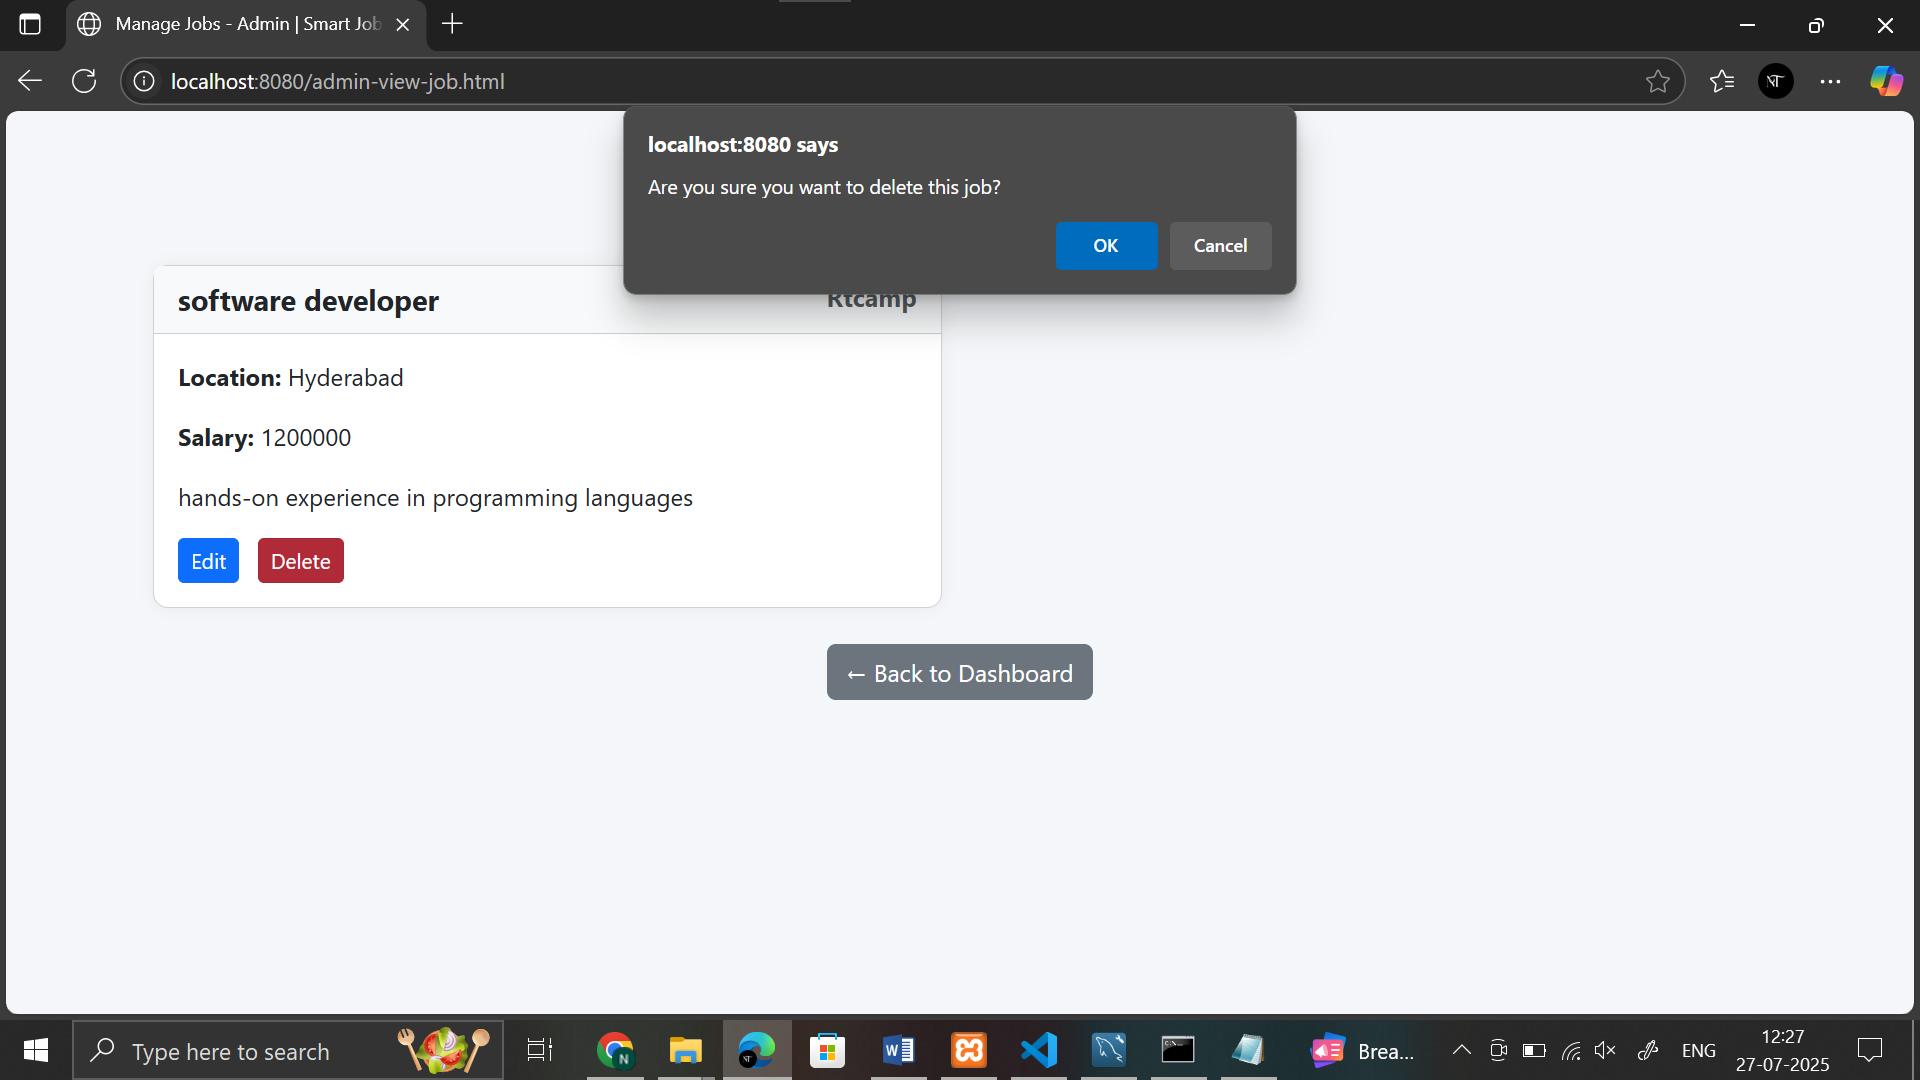 Manage Jobs - Admin | Smart Job
localhost:8080/admin-view-job.html
NT
localhost:8080 says
Are you sure you want to delete this job?
OK
Cancel
software developer
Rtcamp
Location: Hyderabad
Salary: 1200000
hands-on experience in programming languages
Edit
Delete
← Back to Dashboard
Type here to search
N
Brea...
ENG
12:27
27-07-2025